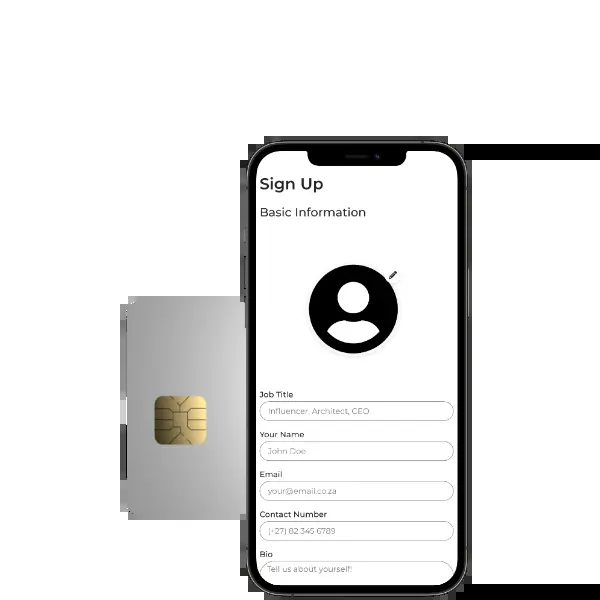 Sign Up
Basic Information
Job Title
Influencer, Architect, CEO
Your Name
John Doe
Email
your@email.co.za
Contact Number
(+27) 82 345 6789
Bio
Tell us about yourself!